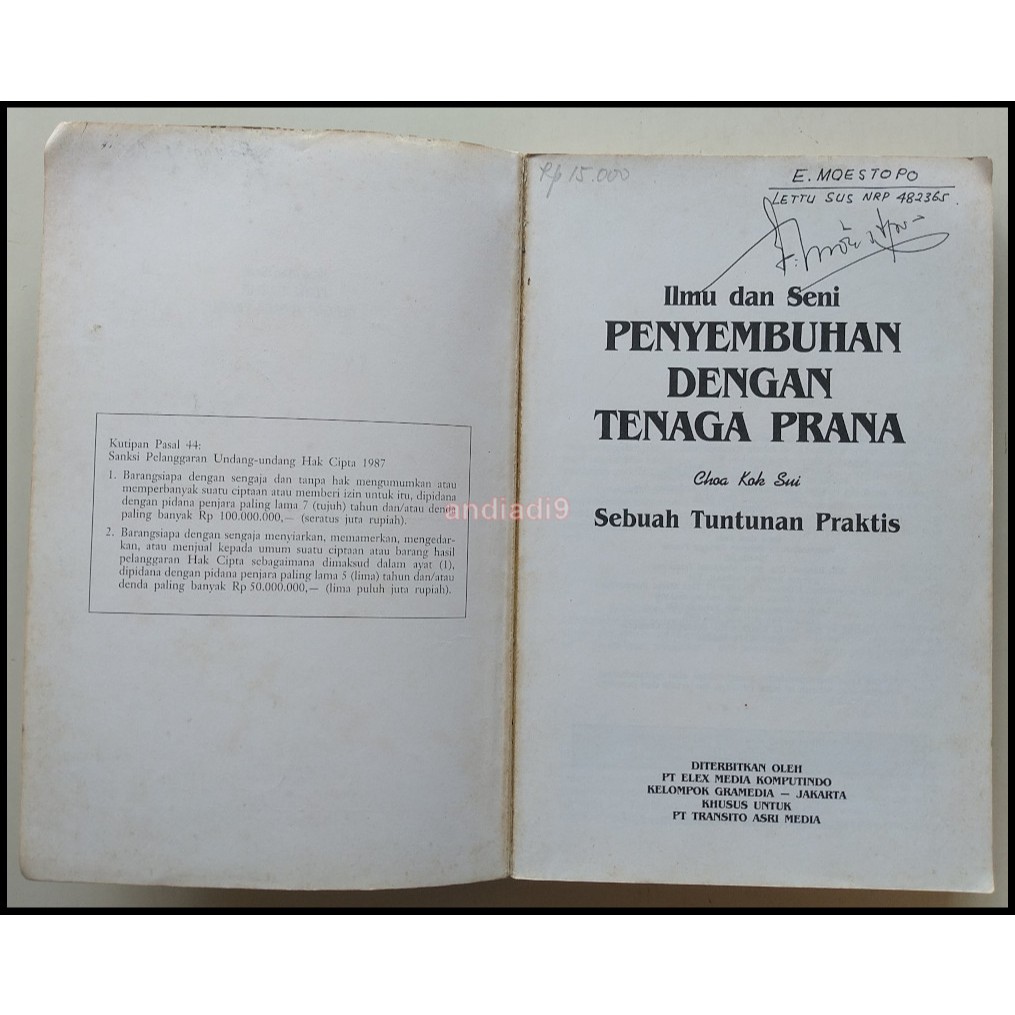 Kutipan Pasal 44:
Sanksi Pelanggaran Undang-undang Hak Cipta 1987
1. Barangsiapa dengan sengaja dan tanpa hak mengumumkan atau
memperbanyak suatu ciptaan atau memberi izin untuk itu, dipidana
dengan pidana penjara paling lama 7 (tujuh) tahun dan/atau denda
paling banyak Rp 100.000.000,— (seratus juta rupiah).
2. Barangsiapa dengan sengaja menyiarkan, memamerkan, mengedar-
kan, atau menjual kepada umum suatu ciptaan atau barang hasil
pelanggaran Hak Cipta sebagaimana dimaksud dalam ayat (1),
dipidana dengan pidana penjara paling lama 5 (lima) tahun dan/atau
denda paling banyak Rp 50.000.000,— (lima puluh juta rupiah).
andiadi9
Rp 15.000
E. MOESTOPO
LETTU SUS NRP 482365.
Ilmu dan Seni
PENYEMBUHAN
DENGAN
TENAGA PRANA
Choa Kok Sui
Sebuah Tuntunan Praktis
DITERBITKAN OLEH
PT ELEX MEDIA KOMPUTINDO
KELOMPOK GRAMEDIA — JAKARTA
KHUSUS UNTUK
PT TRANSITO ASRI MEDIA